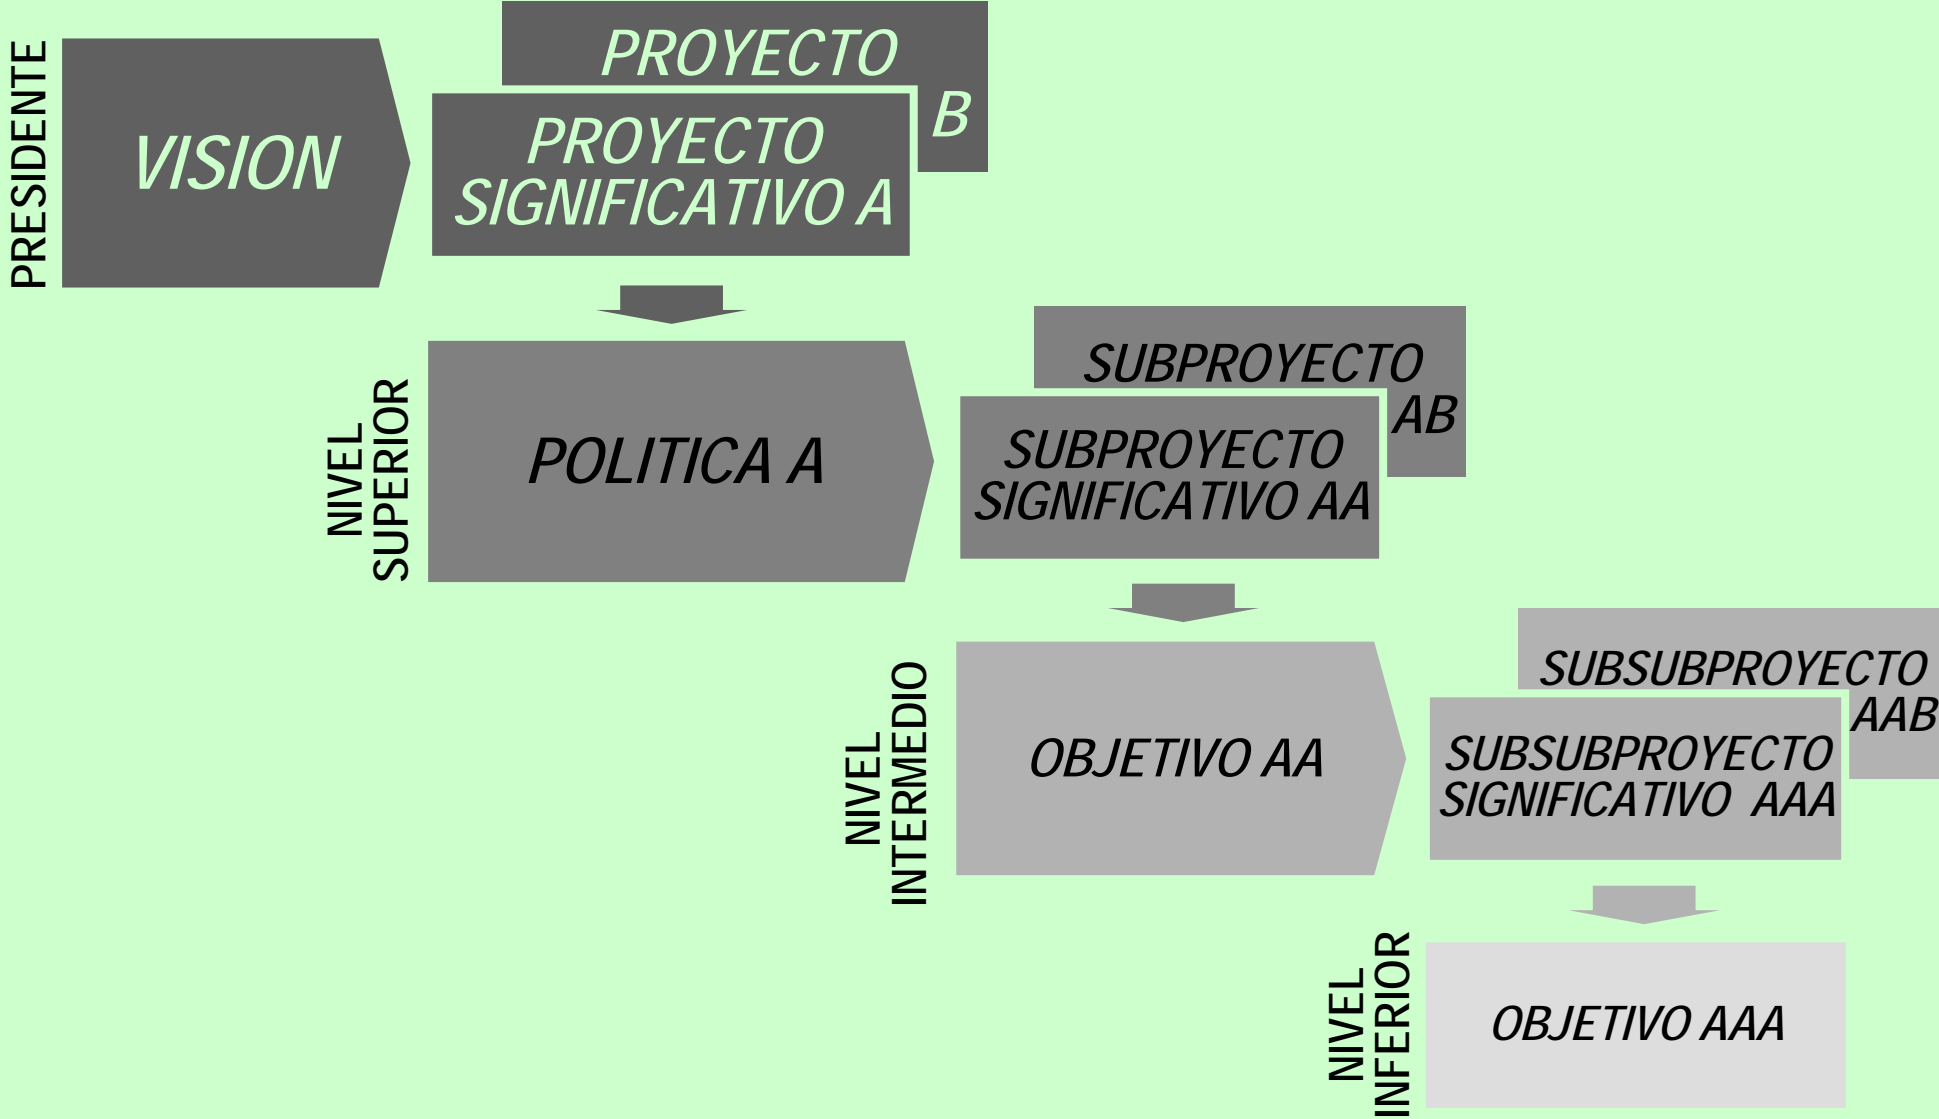 PRESIDENTE
VISION
PROYECTO
B
PROYECTO
SIGNIFICATIVO A
NIVEL
SUPERIOR
POLITICA A
SUBPROYECTO
AB
SUBPROYECTO
SIGNIFICATIVO AA
NIVEL
INTERMEDIO
OBJETIVO AA
SUBSUBPROYECTO
AAB
SUBSUBPROYECTO
SIGNIFICATIVO AAA
NIVEL
INFERIOR
OBJETIVO AAA